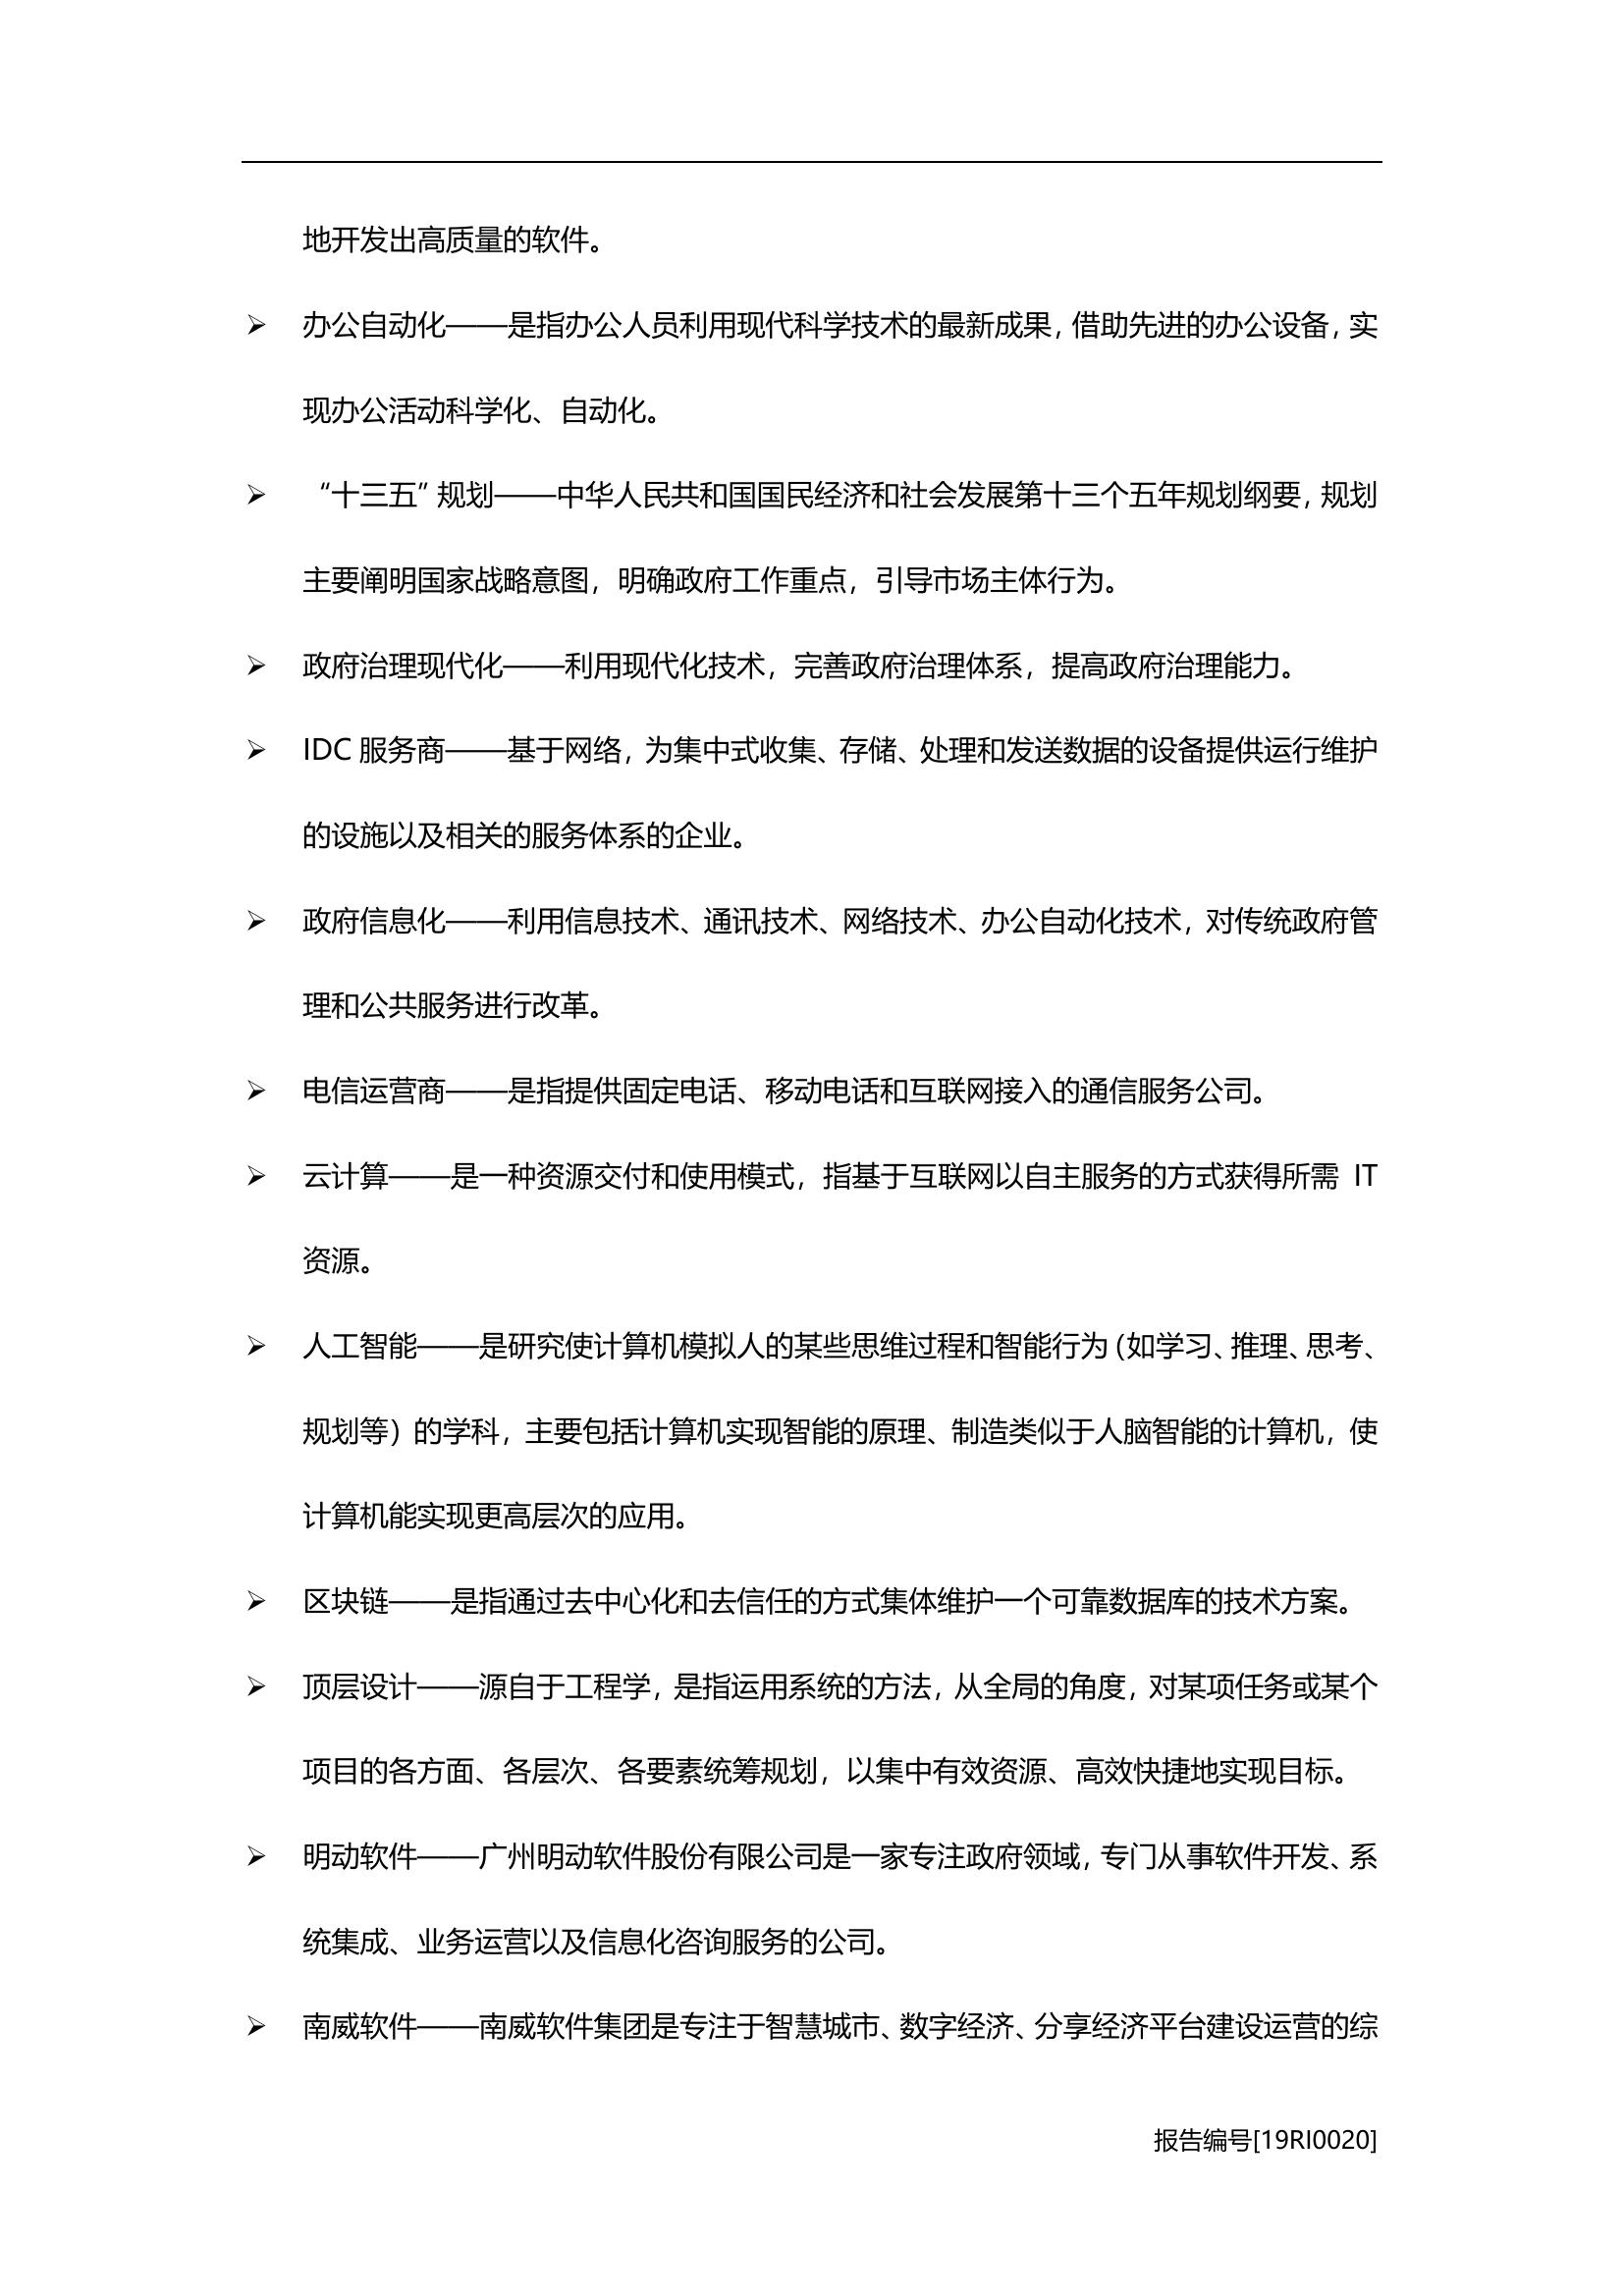 地开发出高质量的软件。
➢ 办公自动化——是指办公人员利用现代科学技术的最新成果，借助先进的办公设备，实
现办公活动科学化、自动化。
➢ “十三五”规划——中华人民共和国国民经济和社会发展第十三个五年规划纲要，规划
主要阐明国家战略意图，明确政府工作重点，引导市场主体行为。
➢ 政府治理现代化——利用现代化技术，完善政府治理体系，提高政府治理能力。
➢ IDC 服务商——基于网络，为集中式收集、存储、处理和发送数据的设备提供运行维护
的设施以及相关的服务体系的企业。
➢ 政府信息化——利用信息技术、通讯技术、网络技术、办公自动化技术，对传统政府管
理和公共服务进行改革。
➢ 电信运营商——是指提供固定电话、移动电话和互联网接入的通信服务公司。
➢ 云计算——是一种资源交付和使用模式，指基于互联网以自主服务的方式获得所需 IT
资源。
➢ 人工智能——是研究使计算机模拟人的某些思维过程和智能行为（如学习、推理、思考、
规划等）的学科，主要包括计算机实现智能的原理、制造类似于人脑智能的计算机，使
计算机能实现更高层次的应用。
➢ 区块链——是指通过去中心化和去信任的方式集体维护一个可靠数据库的技术方案。
➢ 顶层设计——源自于工程学，是指运用系统的方法，从全局的角度，对某项任务或某个
项目的各方面、各层次、各要素统筹规划，以集中有效资源、高效快捷地实现目标。
➢ 明动软件——广州明动软件股份有限公司是一家专注政府领域，专门从事软件开发、系
统集成、业务运营以及信息化咨询服务的公司。
➢ 南威软件——南威软件集团是专注于智慧城市、数字经济、分享经济平台建设运营的综
报告编号[19RI0020]